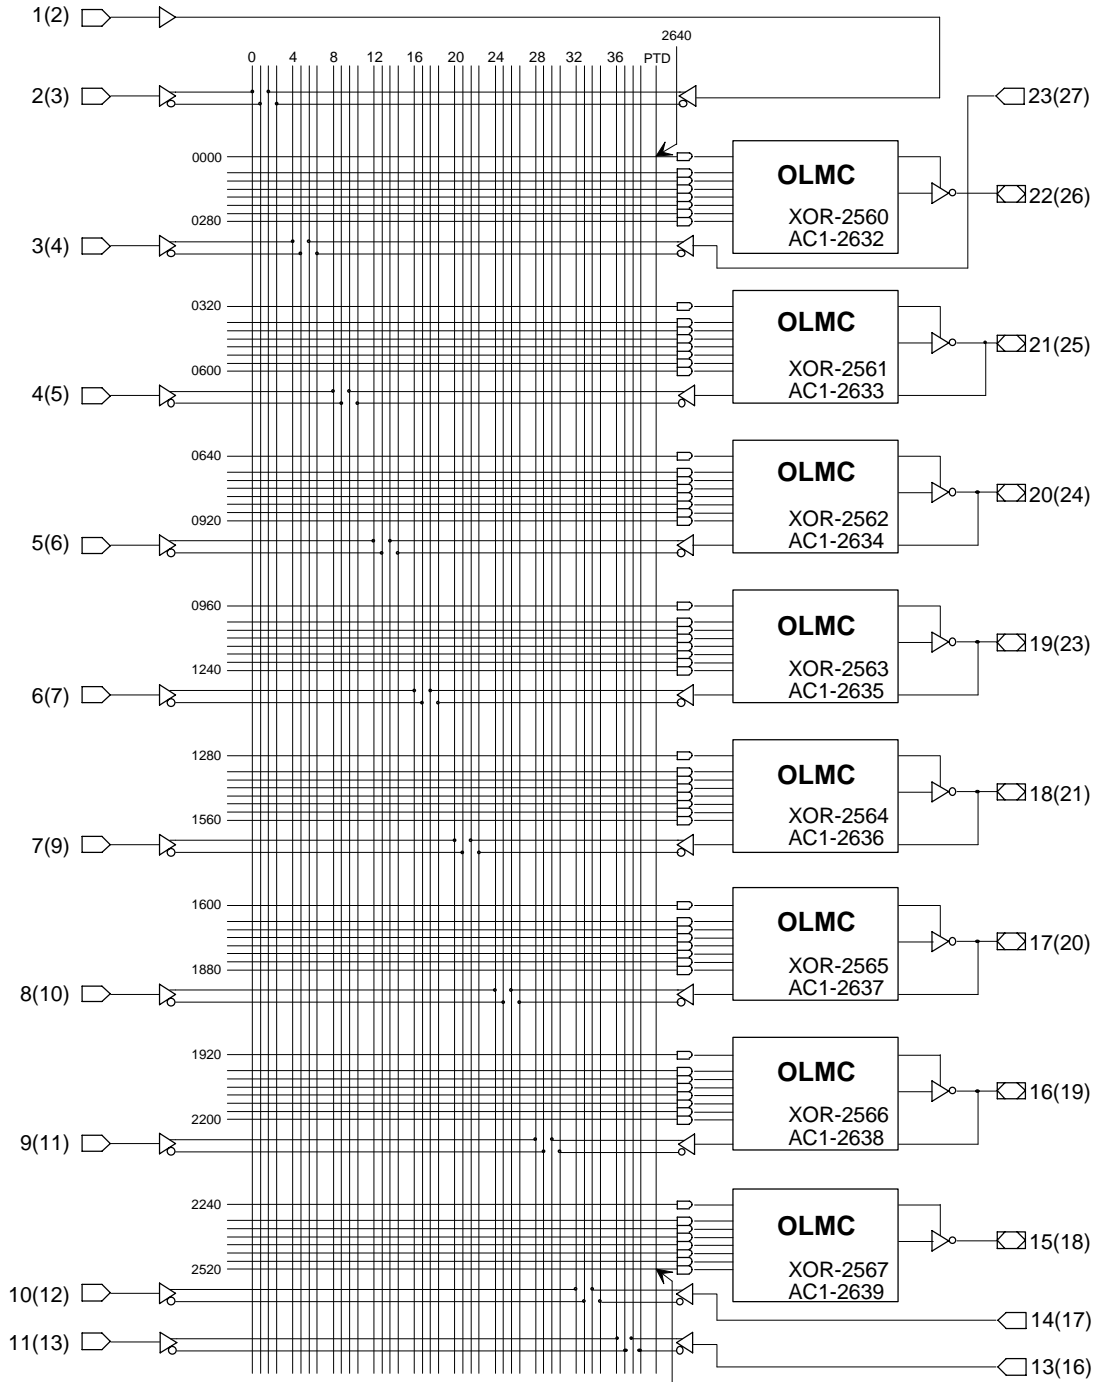 1(2)
2640
0 4 8 12 16 20 24 28 32 36 PTD
2(3)
23(27)
0000
OLMC
XOR-2560
22(26)
0280
AC1-2632
3(4)
0320
OLMC
21(25)
XOR-2561
0600
AC1-2633
4(5)
0640
OLMC
20(24)
XOR-2562
0920
AC1-2634
5(6)
0960
OLMC
19(23)
XOR-2563
1240
AC1-2635
6(7)
1280
OLMC
18(21)
XOR-2564
1560
AC1-2636
7(9)
1600
OLMC
17(20)
XOR-2565
1880
AC1-2637
8(10)
1920
OLMC
16(19)
XOR-2566
2200
AC1-2638
9(11)
2240
OLMC
15(18)
XOR-2567
2520
AC1-2639
10(12)
14(17)
11(13)
13(16)